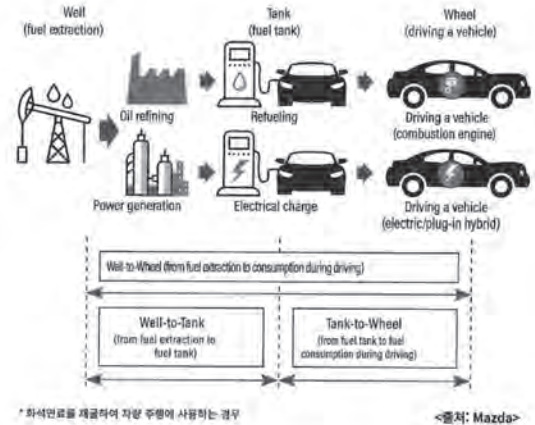 Well
(fuel extraction)
Tank
(fuel tank)
Wheel
(driving a vehicle)
Oil refining
Refueling
Driving a vehicle
(combustion engine)
Power generation
Electrical charge
Driving a vehicle
(electric/plug-in hybrid)
Well-to-Wheel (from fuel extraction to consumption during driving)
Well-to-Tank
(from fuel extraction to
fuel tank)
Tank-to-Wheel
(from fuel tank to fuel
consumption during driving)
* 화석연료를 채굴하여 차량 주행에 사용하는 경우
<출처: Mazda>